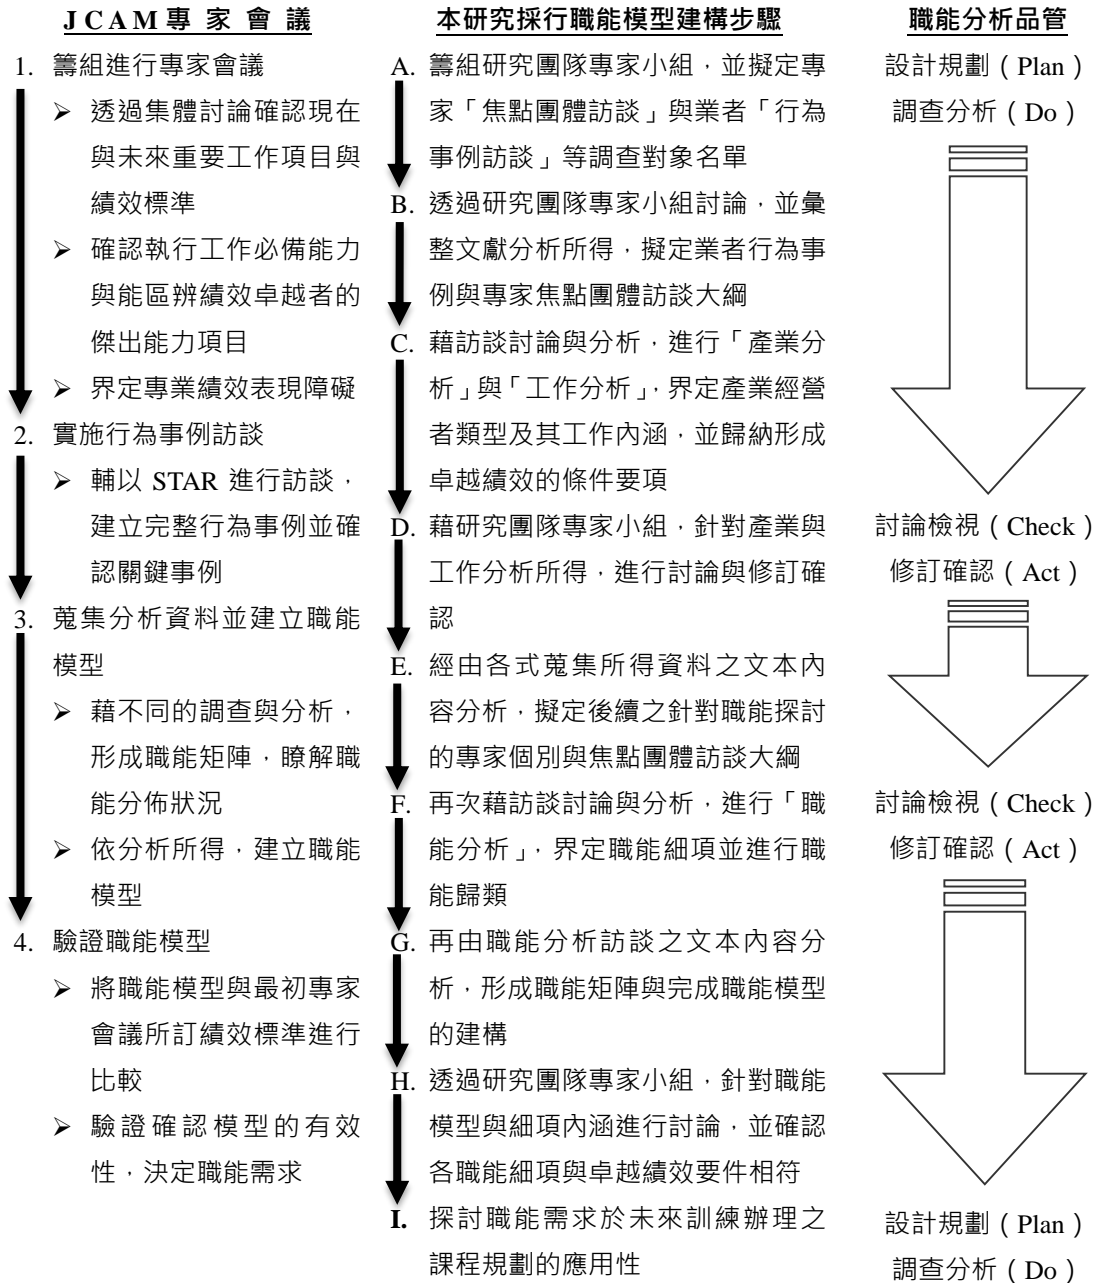 JCAM專家會議
1. 籌組進行專家會議
➢ 透過集體討論確認現在
與未來重要工作項目與
績效標準
➢ 確認執行工作必備能力
與能區辨績效卓越者的
傑出能力項目
➢ 界定專業績效表現障礙
2. 實施行為事例訪談
➢ 輔以 STAR 進行訪談，
建立完整行為事例並確
認關鍵事例
3. 蒐集分析資料並建立職能
模型
➢ 藉不同的調查與分析，
形成職能矩陣，瞭解職
能分佈狀況
➢ 依分析所得，建立職能
模型
4. 驗證職能模型
➢ 將職能模型與最初專家
會議所訂績效標準進行
比較
➢ 驗證確認模型的有效
性，決定職能需求
本研究採行職能模型建構步驟
A. 籌組研究團隊專家小組，並擬定專
家「焦點團體訪談」與業者「行為
事例訪談」等調查對象名單
B. 透過研究團隊專家小組討論，並彙
整文獻分析所得，擬定業者行為事
例與專家焦點團體訪談大綱
C. 藉訪談討論與分析，進行「產業分
析」與「工作分析」，界定產業經營
者類型及其工作內涵，並歸納形成
卓越績效的條件要項
D. 藉研究團隊專家小組，針對產業與
工作分析所得，進行討論與修訂確
認
E. 經由各式蒐集所得資料之文本內
容分析，擬定後續之針對職能探討
的專家個別與焦點團體訪談大綱
F. 再次藉訪談討論與分析，進行「職
能分析」，界定職能細項並進行職
能歸類
G. 再由職能分析訪談之文本內容分
析，形成職能矩陣與完成職能模型
的建構
H. 透過研究團隊專家小組，針對職能
模型與細項內涵進行討論，並確認
各職能細項與卓越績效要件相符
I. 探討職能需求於未來訓練辦理之
課程規劃的應用性
職能分析品管
設計規劃（Plan）
調查分析（Do）
討論檢視（Check）
修訂確認（Act）
討論檢視（Check）
修訂確認（Act）
設計規劃（Plan）
調查分析（Do）